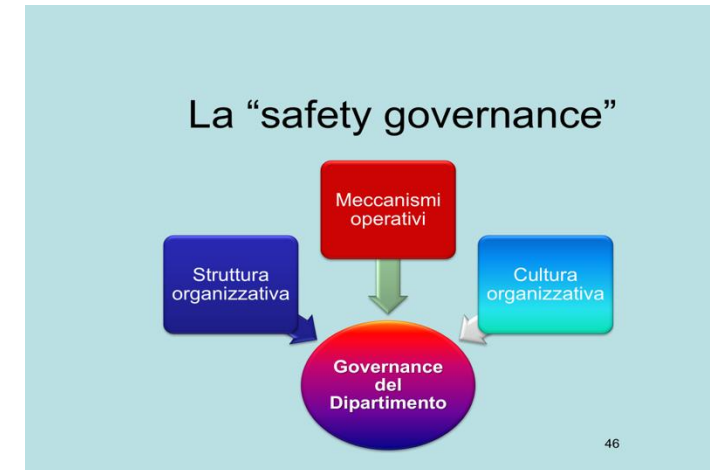 La “safety governance”
Meccanismi
operativi
Struttura
organizzativa
Cultura
organizzativa
Governance
del
Dipartimento
46